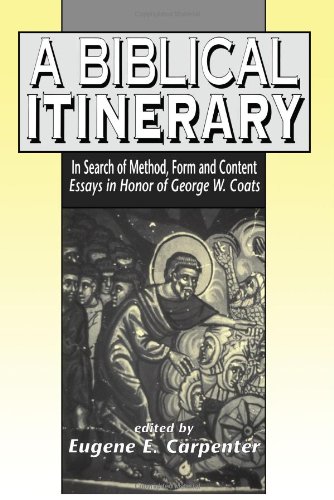 A BIBLICAL
ITINERARY
In Search of Method, Form and Content
Essays in Honor of George W. Coats
edited by
Eugene E. Carpenter